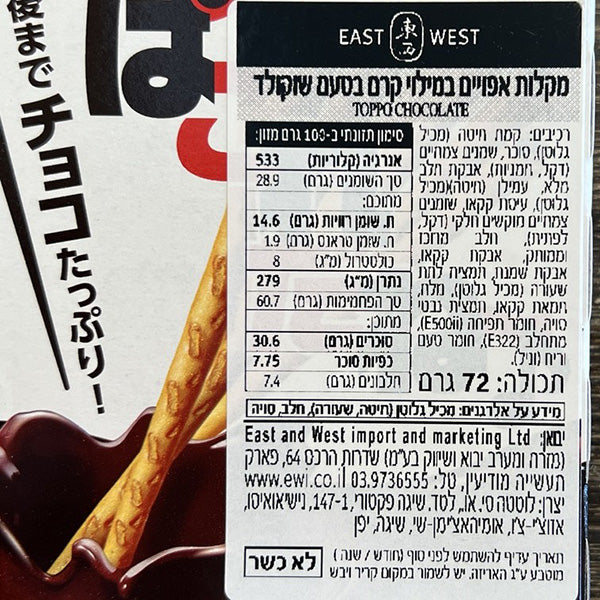 後まで
チョコ
たっぷり!
EAST 東西 WEST
מקלות אפויים במילוי קרם בטעם שוקולד
TOPPO CHOCOLATE
רכיבים: קמח חיטה (מכיל
גלוטן), סוכר, שמנים צמחיים
(דקל, חמניות), אבקת חלב
מלא, עמילן (חיטה)(מכיל
גלוטן), עיסת קקאו, שומנים
צמחיים מוקשים חלקי (דקל,
לפתית), חלב מרוכז
וממותק, אבקת קקאו,
אבקת שמנת, תמצית לתת
שעורה (מכיל גלוטן), מלח,
חמאת קקאו, תמצית נבטי
סויה, חומר תפיחה (E500ii),
מתחלב (E322), חומר טעם
וריח (וניל).
תכולה: 72 גרם
סימון תזונתי ב-100 גרם מזון:
אנרגיה (קלוריות) 533
סך השומנים (גרם) 28.9
מתוכם:
ח. שומן רוויות (גרם) 14.6
ח. שומן טראנס (גרם) 1.9
כולסטרול (מ"ג) 8
נתרן (מ"ג) 279
סך הפחמימות (גרם) 60.7
מתוכן:
סוכרים (גרם) 30.6
כפיות סוכר 7.75
חלבונים (גרם) 7.4
מידע על אלרגנים: מכיל גלוטן (חיטה, שעורה), חלב, סויה
יבואן: East and West import and marketing Ltd
(מזרח ומערב יבוא ושיווק בע"מ) שדרות הרכס 64, פארק
תעשייה מודיעין, טל: 03.9736555 www.ewi.co.il
יצרן: לוטטה סי. או., לטד. שיגה פקטורי, 147-1, נישיאואיסו,
אזוצ'י-צ'ו, אומיהאצ'ימן-שי, שיגה, יפן
תאריך עדיף להשתמש לפני סוף (חודש / שנה)
מוטבע ע"ג האריזה. יש לשמור במקום קריר ויבש
לא כשר